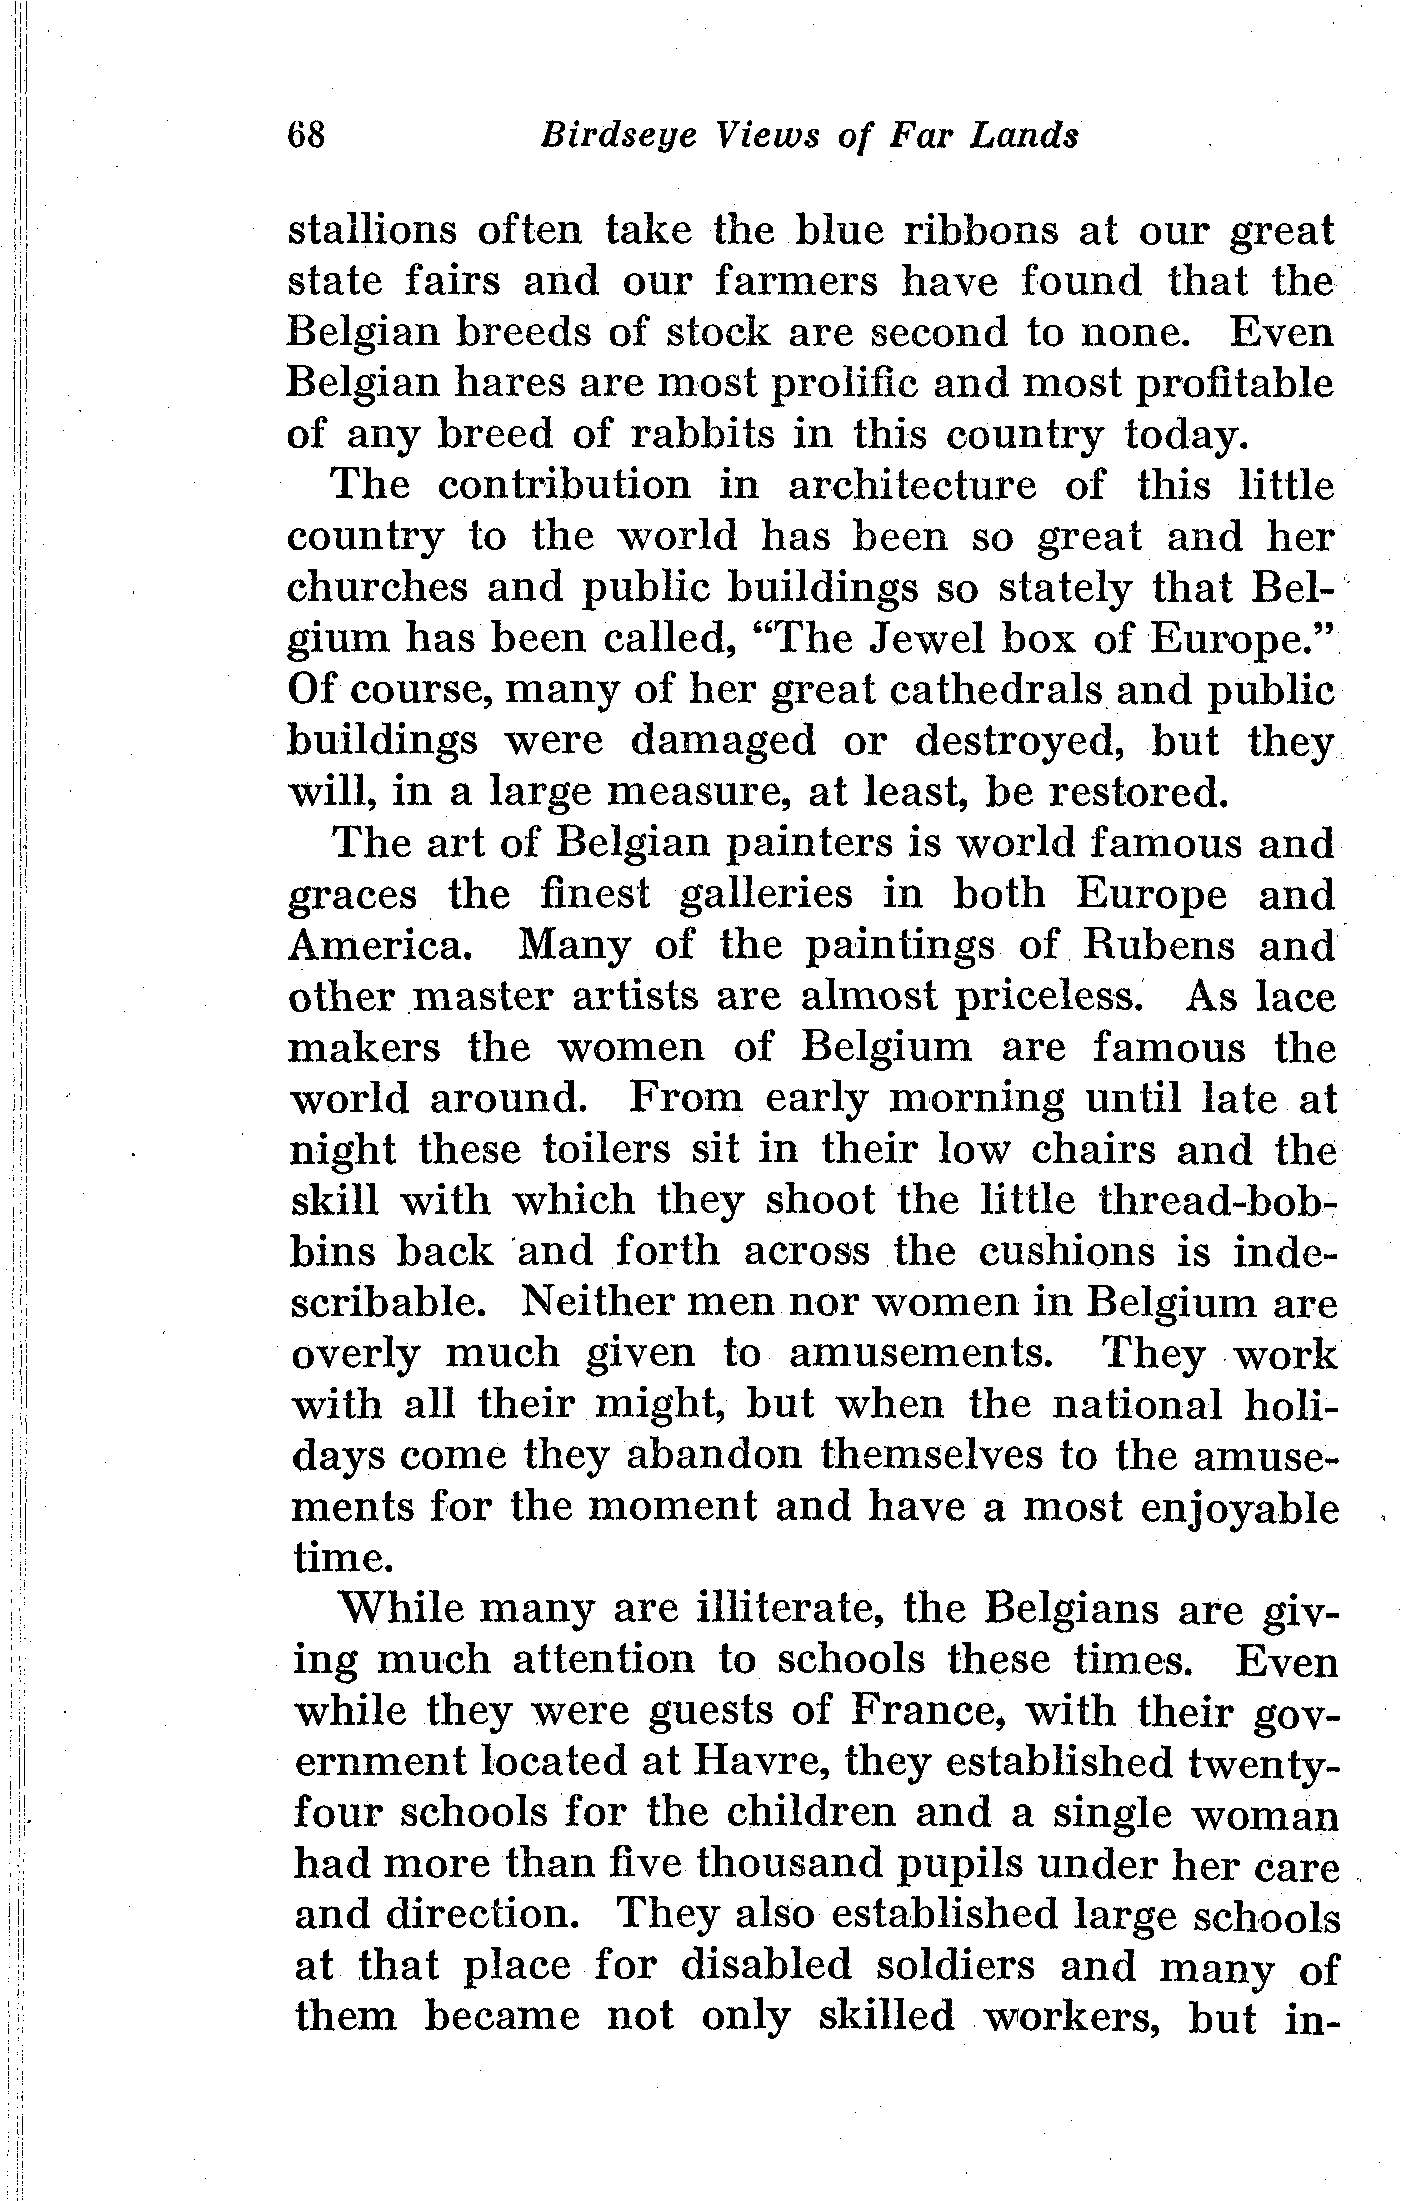 68 Birdseye Views of Far Lands
stallions often take the blue ribbons at our great
state fairs and our farmers have found that the
Belgian breeds of stock are second to none. Even
Belgian hares are most prolific and most profitable
of any breed of rabbits in this country today.
The contribution in architecture of this little
country to the world has been so great and her
churches and public buildings so stately that Bel-
gium has been called, “The Jewel box of Europe.”
Of course, many of her great cathedrals and public
buildings were damaged or destroyed, but they
will, in a large measure, at least, be restored.
The art of Belgian painters is world famous and
graces the finest galleries in both Europe and
America. Many of the paintings of Rubens and
other master artists are almost priceless. As lace
makers the women of Belgium are famous the
world around. From early morning until late at
night these toilers sit in their low chairs and the
skill with which they shoot the little thread-bob-
bins back and forth across the cushions is inde-
scribable. Neither men nor women in Belgium are
overly much given to amusements. They work
with all their might, but when the national holi-
days come they abandon themselves to the amuse-
ments for the moment and have a most enjoyable
time.
While many are illiterate, the Belgians are giv-
ing much attention to schools these times. Even
while they were guests of France, with their gov-
ernment located at Havre, they established twenty-
four schools for the children and a single woman
had more than five thousand pupils under her care
and direction. They also established large schools
at that place for disabled soldiers and many of
them became not only skilled workers, but in-